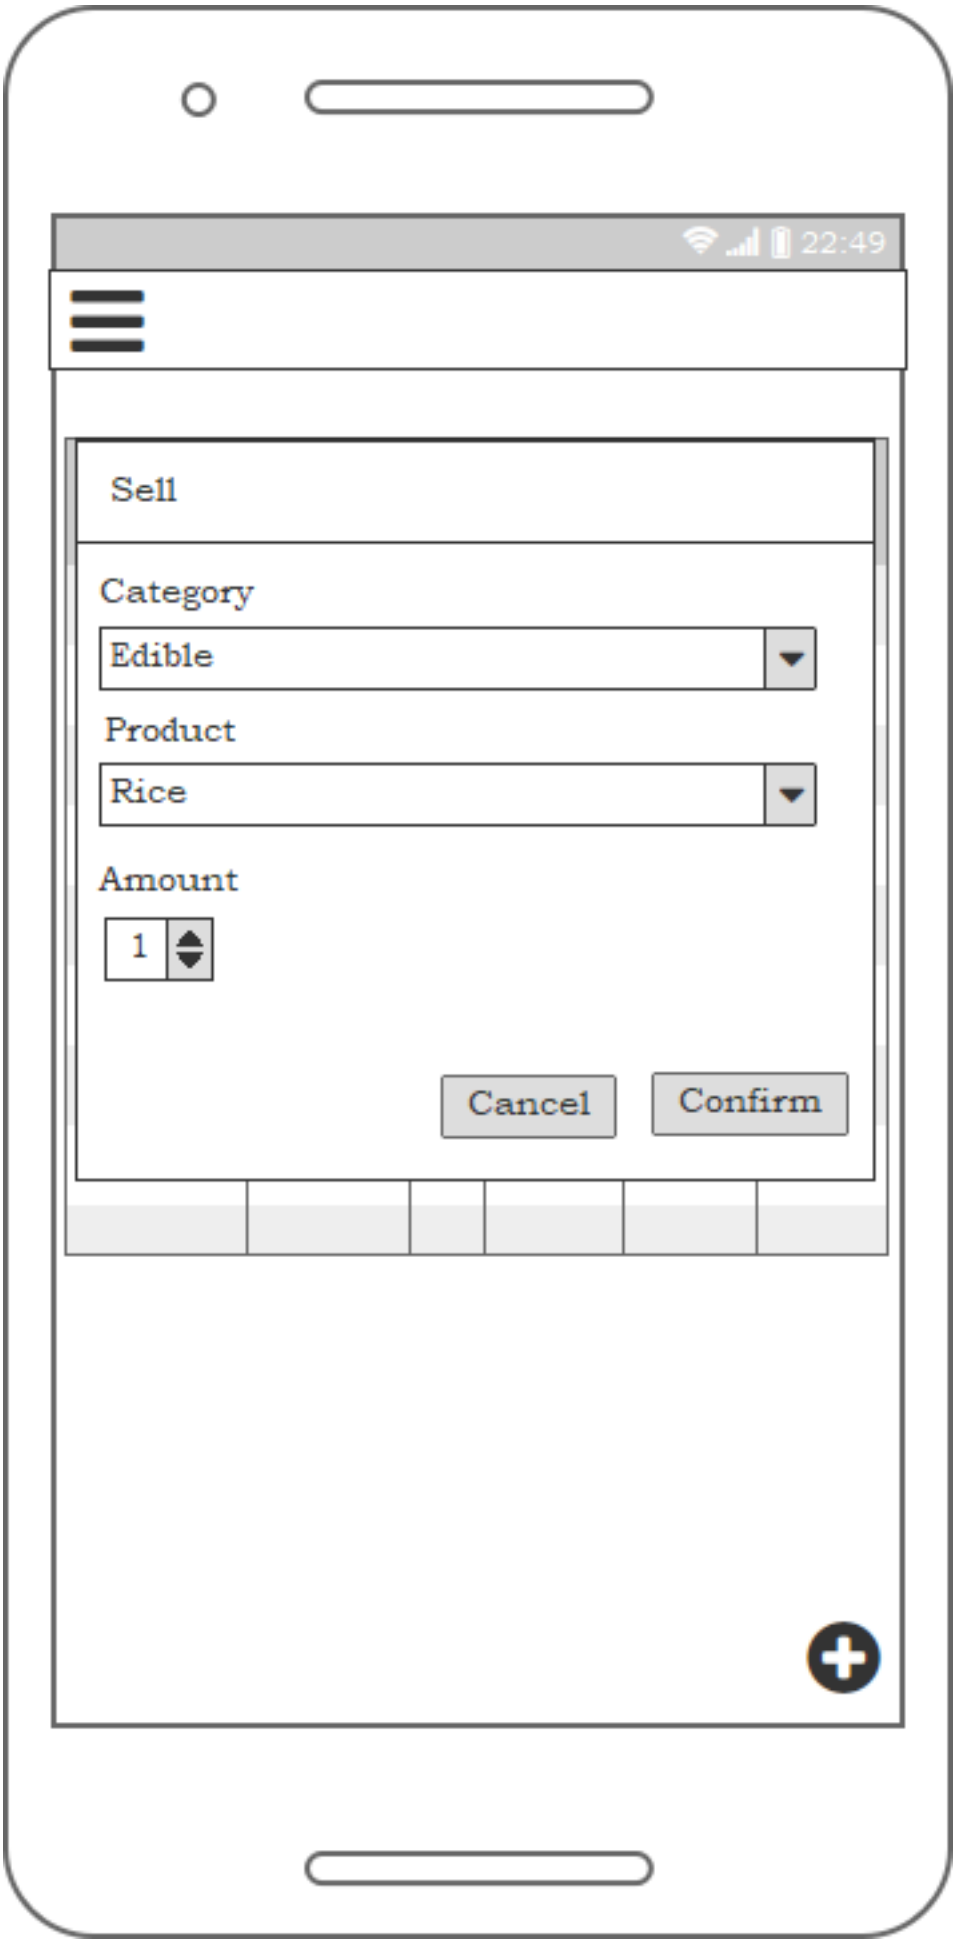 22:49
Sell
Category
Edible
Product
Rice
Amount
1
Cancel Confirm